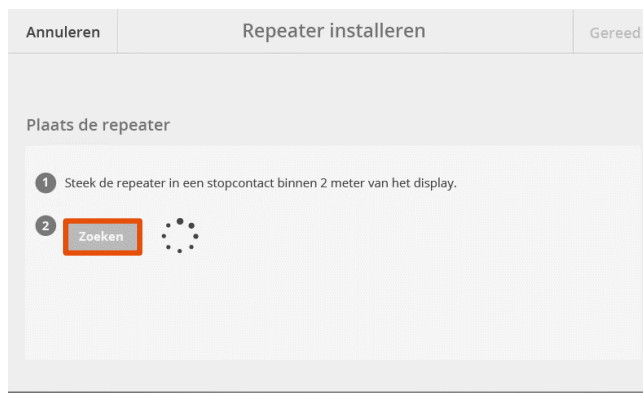 Annuleren Repeater installeren Gereed
Plaats de repeater
1 Steek de repeater in een stopcontact binnen 2 meter van het display.
2 Zoeken